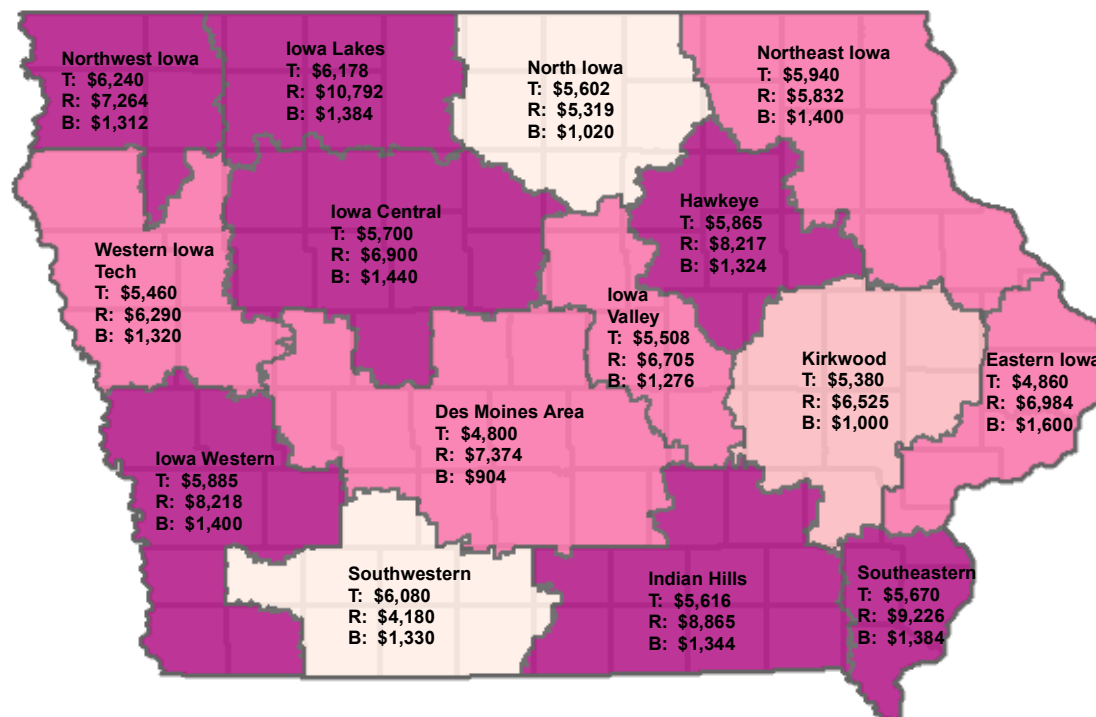 Northwest Iowa
T: $6,240
R: $7,264
B: $1,312
Iowa Lakes
T: $6,178
R: $10,792
B: $1,384
North Iowa
T: $5,602
R: $5,319
B: $1,020
Northeast Iowa
T: $5,940
R: $5,832
B: $1,400
Western Iowa
Tech
T: $5,460
R: $6,290
B: $1,320
Iowa Central
T: $5,700
R: $6,900
B: $1,440
Hawkeye
T: $5,865
R: $8,217
B: $1,324
Iowa
Valley
T: $5,508
R: $6,705
B: $1,276
Kirkwood
T: $5,380
R: $6,525
B: $1,000
Eastern Iowa
T: $4,860
R: $6,984
B: $1,600
Des Moines Area
T: $4,800
R: $7,374
B: $904
Iowa Western
T: $5,885
R: $8,218
B: $1,400
Southwestern
T: $6,080
R: $4,180
B: $1,330
Indian Hills
T: $5,616
R: $8,865
B: $1,344
Southeastern
T: $5,670
R: $9,226
B: $1,384